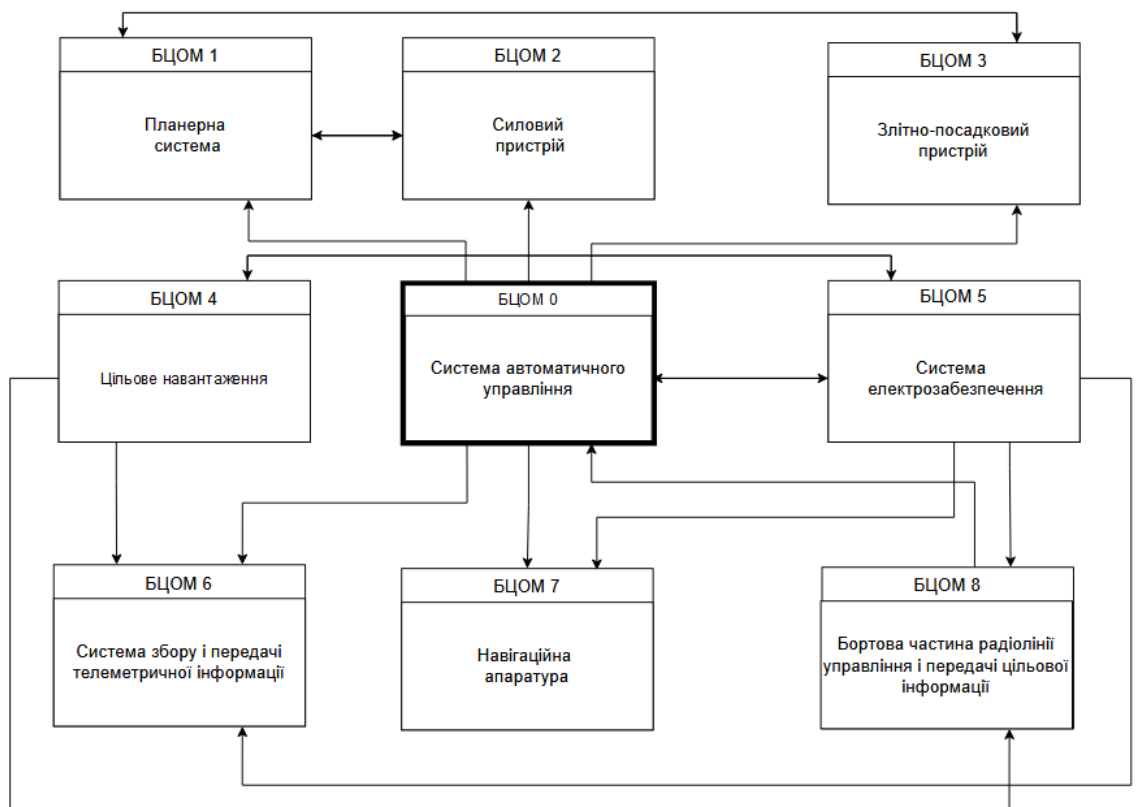 БЦОМ 1
Планерна
система
БЦОМ 2
Силовий
пристрій
БЦОМ 3
Злітно-посадковий
пристрій
БЦОМ 4
Цільове навантаження
БЦОМ 0
Система автоматичного
управління
БЦОМ 5
Система
електрозабезпечення
БЦОМ 6
Система збору і передачі
телеметричної інформації
БЦОМ 7
Навігаційна
апаратура
БЦОМ 8
Бортова частина радіолінії
управління і передачі цільової
інформації